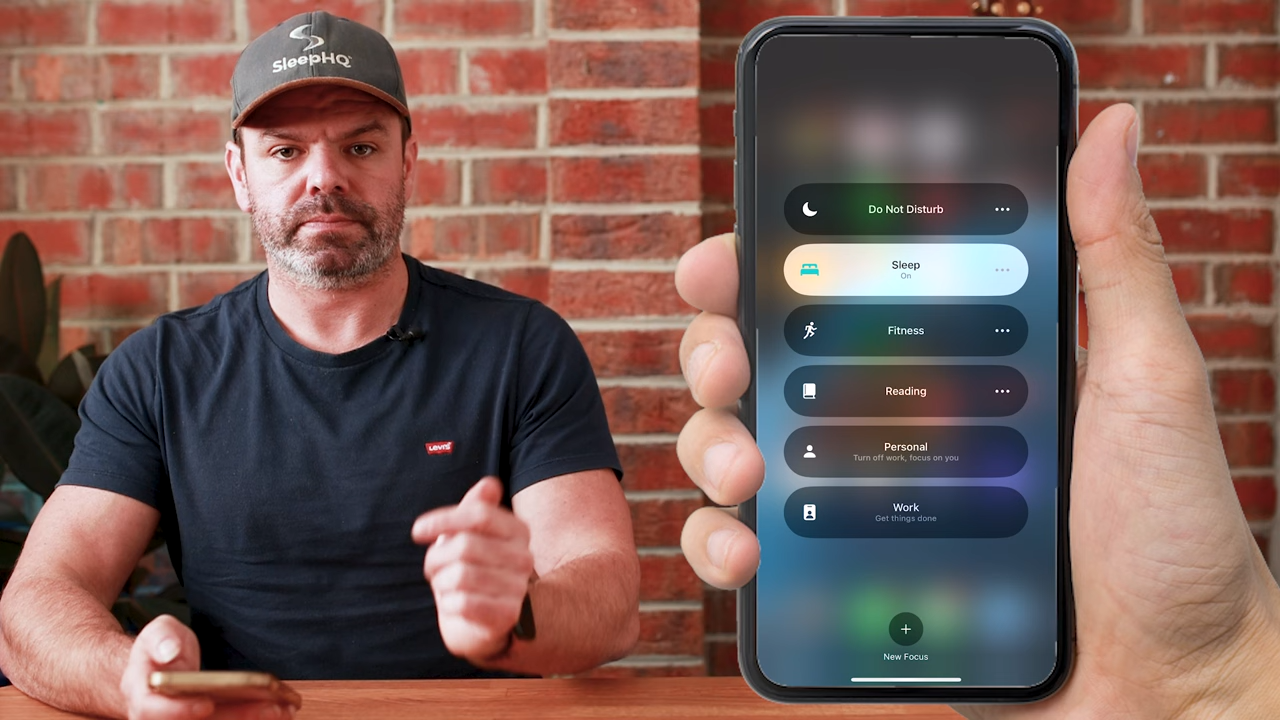 SleepHQ
Levi's
Do Not Disturb
Sleep
On
Fitness
Reading
Personal
Turn off work, focus on you
Work
Get things done
New Focus